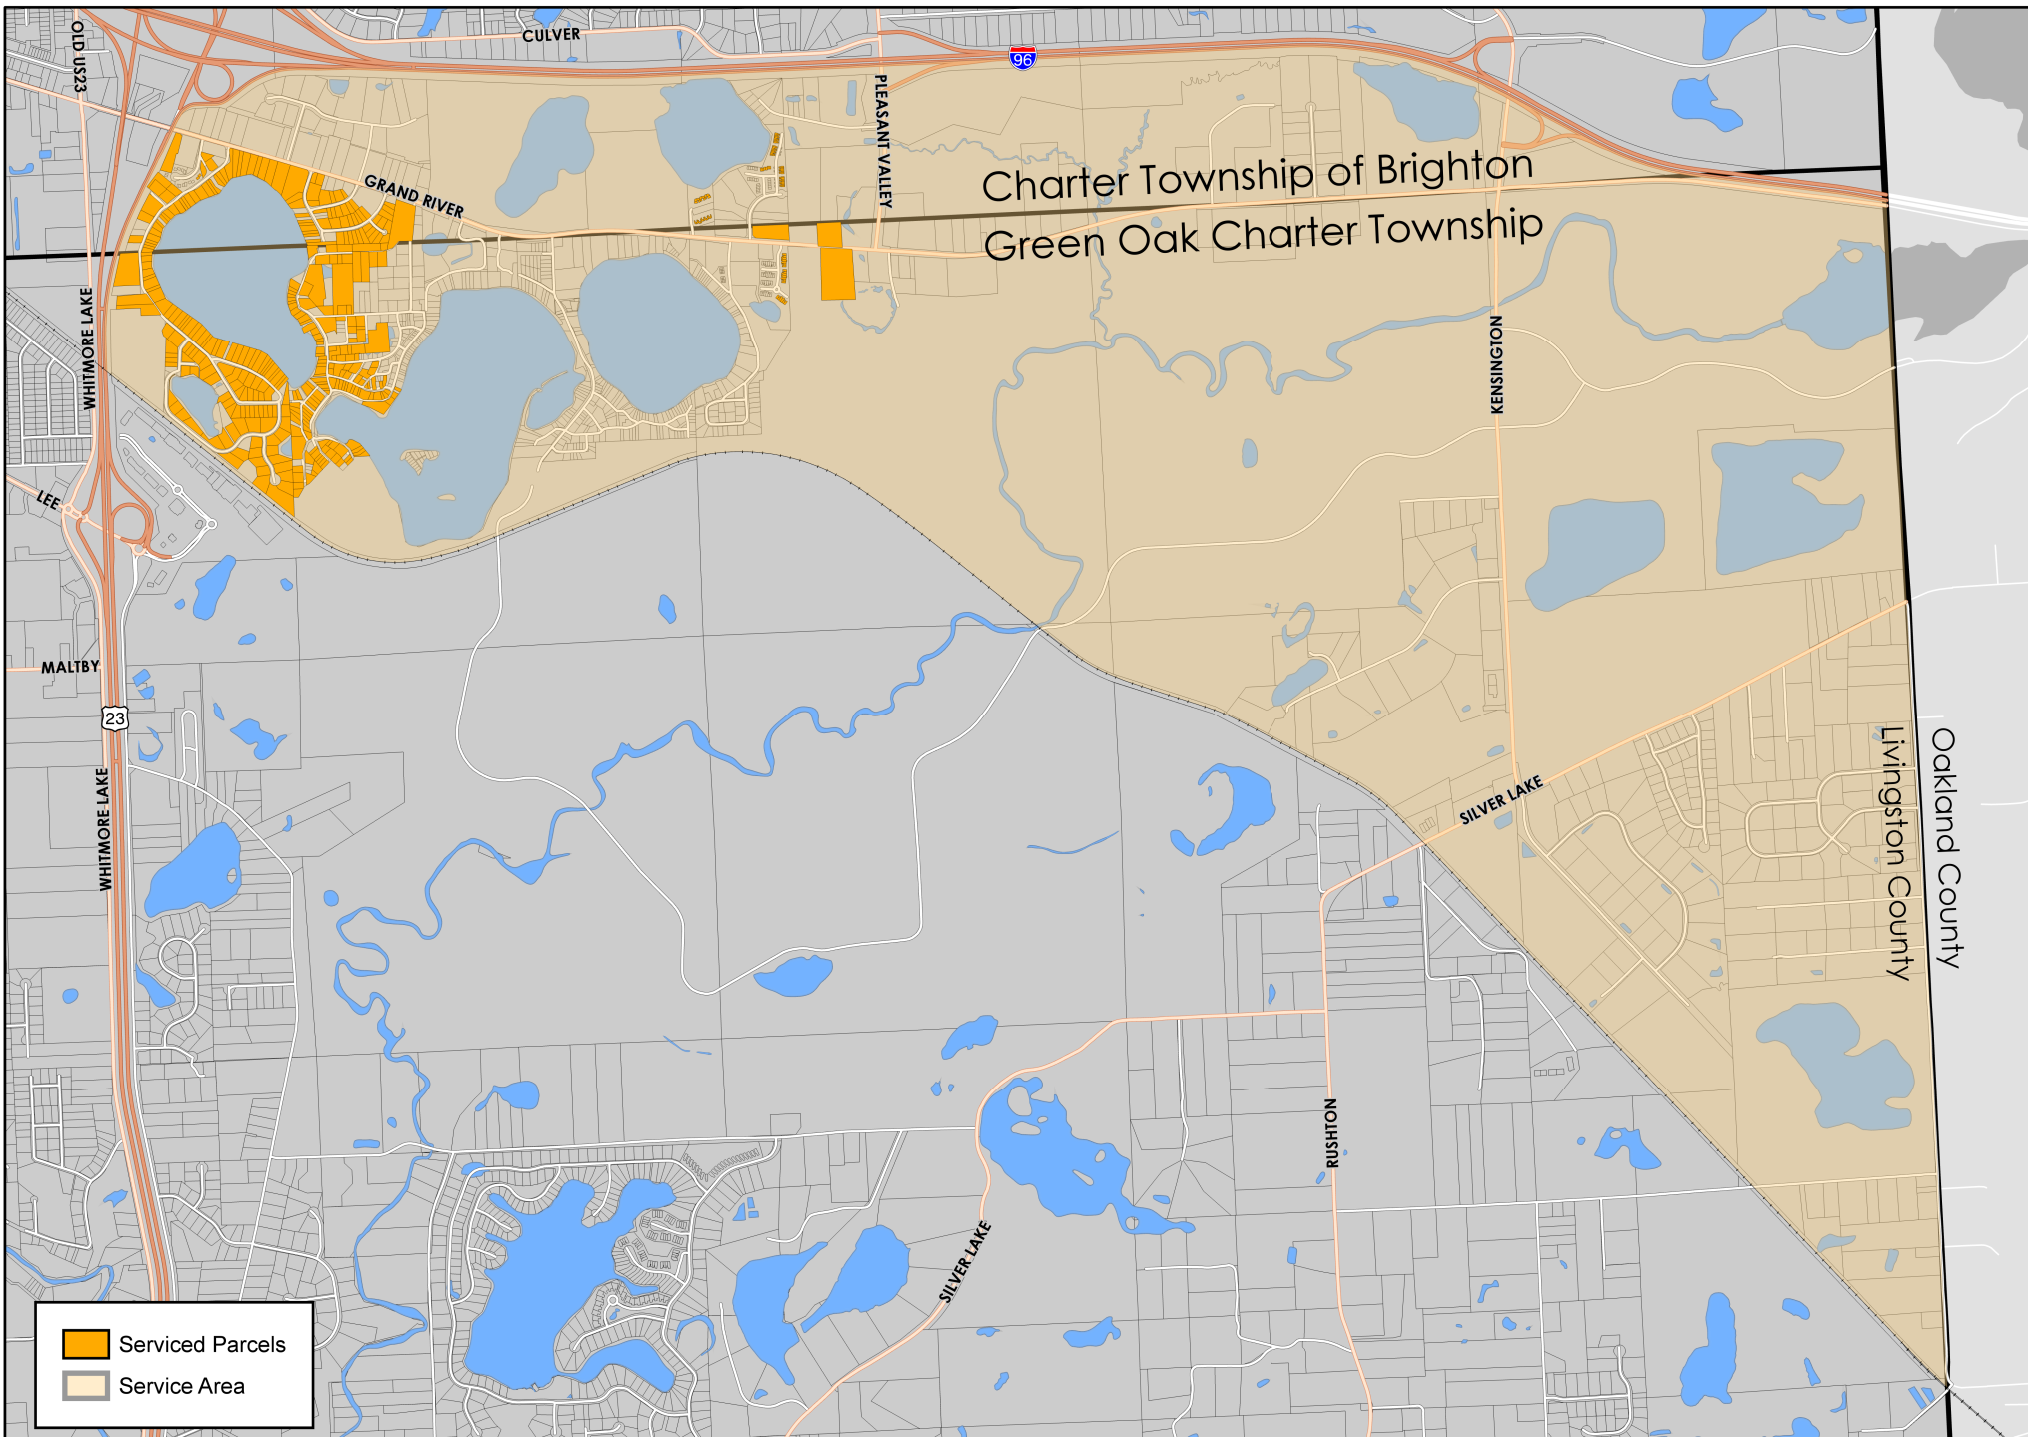 OLD US23
CULVER
96
PLEASANT VALLEY
GRAND RIVER
Charter Township of Brighton
Green Oak Charter Township
WHITMORE LAKE
KENSINGTON
LEE
MALTBY
23
WHITMORE LAKE
SILVER LAKE
Livingston County
Oakland County
RUSHTON
SILVER LAKE
Serviced Parcels
Service Area